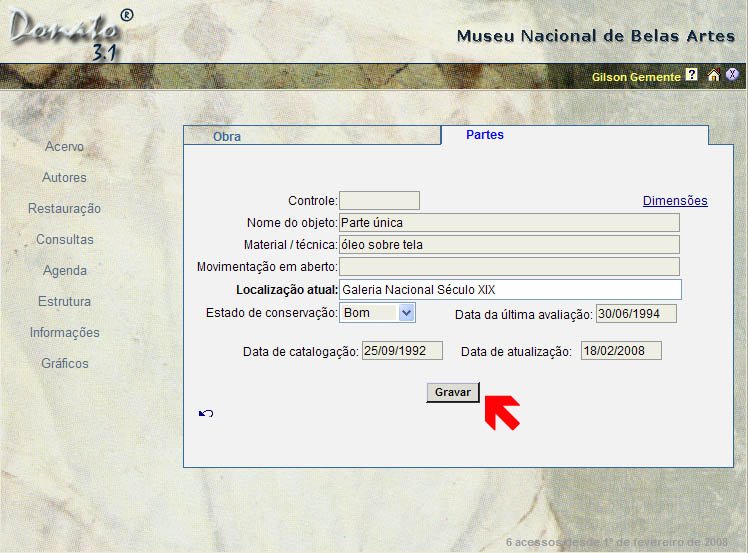 Donato ®
3.1
Museu Nacional de Belas Artes
Gilson Gemente ? X
Acervo
Autores
Restauração
Consultas
Agenda
Estrutura
Informações
Gráficos
Obra Partes
Controle: Dimensões
Nome do objeto: Parte única
Material / técnica: óleo sobre tela
Movimentação em aberto:
Localização atual: Galeria Nacional Século XIX
Estado de conservação: Bom Data da última avaliação: 30/06/1994
Data de catalogação: 25/09/1992 Data de atualização: 18/02/2008
Gravar
6 acessos desde 1º de fevereiro de 2008